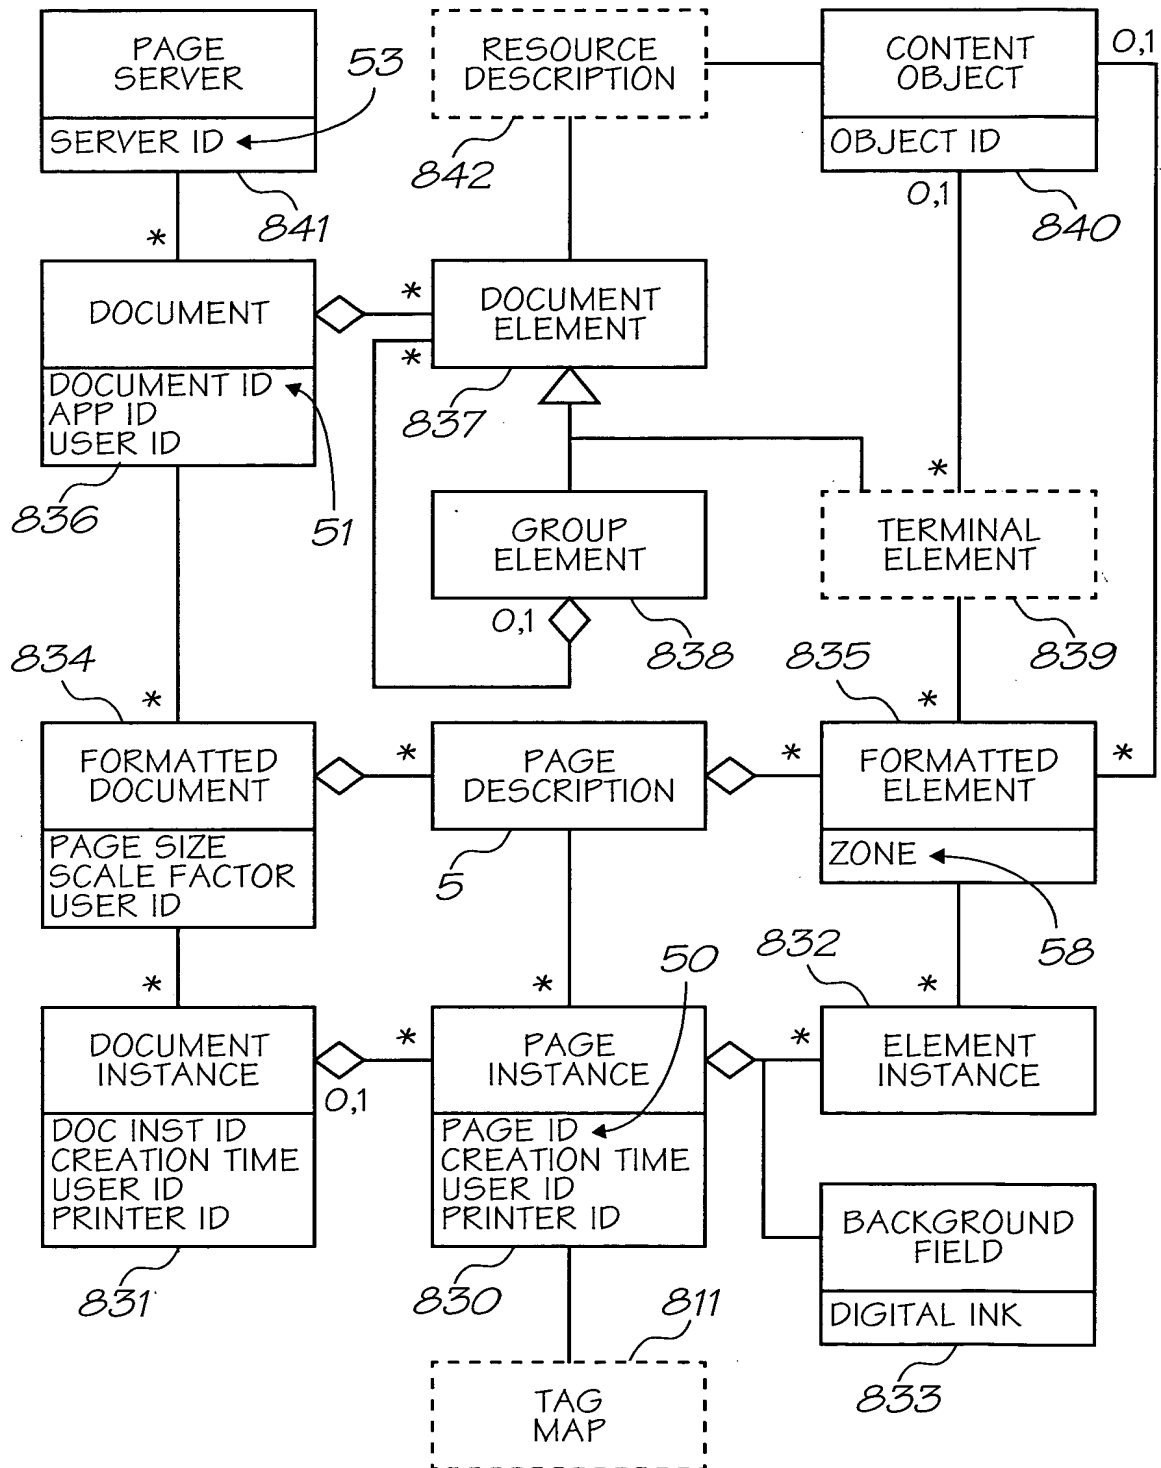 PAGE
SERVER
SERVER ID
53
841
RESOURCE
DESCRIPTION
842
CONTENT
OBJECT
OBJECT ID
0,1
0,1
840
*
DOCUMENT
DOCUMENT ID
APP ID
USER ID
836
51
*
DOCUMENT
ELEMENT
*
837
GROUP
ELEMENT
0,1
838
*
TERMINAL
ELEMENT
839
834
*
FORMATTED
DOCUMENT
PAGE SIZE
SCALE FACTOR
USER ID
*
PAGE
DESCRIPTION
5
835
*
*
FORMATTED
ELEMENT
*
ZONE
58
*
DOCUMENT
INSTANCE
0,1
DOC INST ID
CREATION TIME
USER ID
PRINTER ID
831
50
*
*
PAGE
INSTANCE
PAGE ID
CREATION TIME
USER ID
PRINTER ID
830
832
*
*
ELEMENT
INSTANCE
BACKGROUND
FIELD
DIGITAL INK
833
811
TAG
MAP